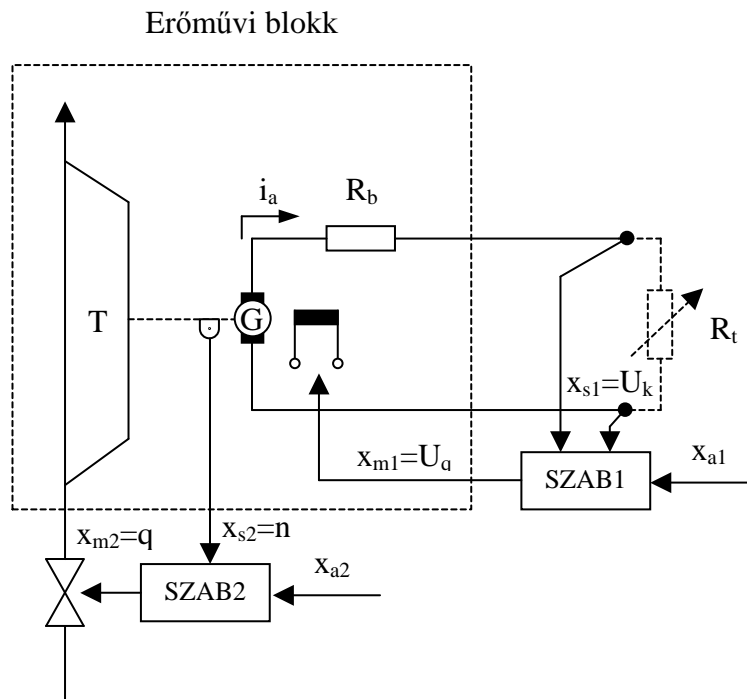 Erőművi blokk
i_a
R_b
T
G
R_t
x_s1=U_k
x_m1=U_g
SZAB1
x_a1
x_m2=q
x_s2=n
SZAB2
x_a2